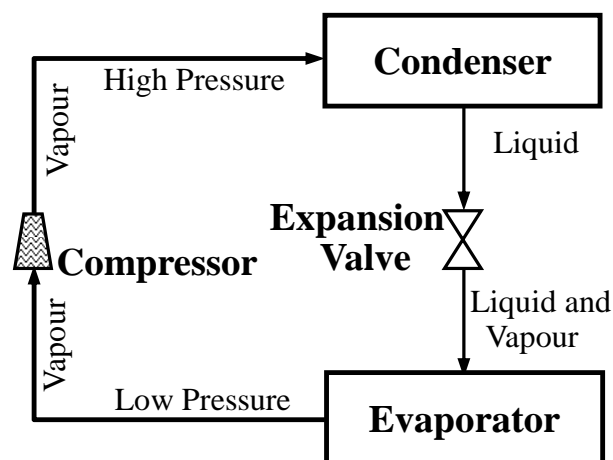 Condenser
High Pressure
Vapour
Liquid
Expansion
Valve
Compressor
Liquid and
Vapour
Vapour
Low Pressure
Evaporator